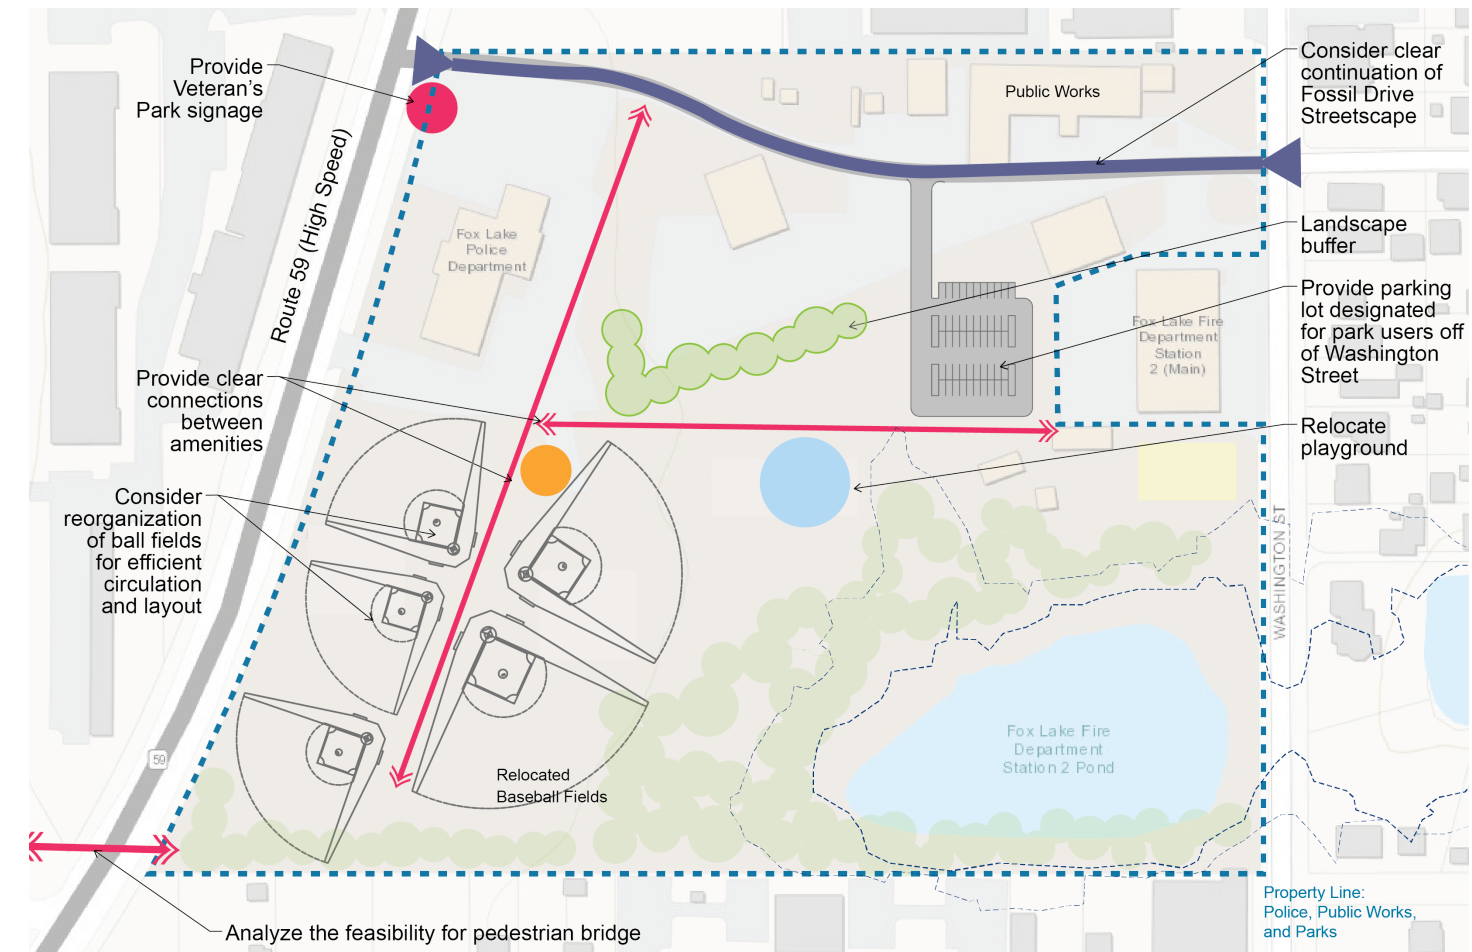 Provide
Veteran's
Park signage
Route 59 (High Speed)
Public Works
Consider clear
continuation of
Fossil Drive
Streetscape
Fox Lake
Police
Department
Landscape
buffer
Provide parking
lot designated
for park users off
of Washington
Street
Fox Lake Fire
Department
Station
2 (Main)
Provide clear
connections
between
amenities
Relocate
playground
Consider
reorganization
of ball fields
for efficient
circulation
and layout
WASHINGTON ST
Fox Lake Fire
Department
Station 2 Pond
59
Relocated
Baseball Fields
Property Line:
Police, Public Works,
and Parks
Analyze the feasibility for pedestrian bridge